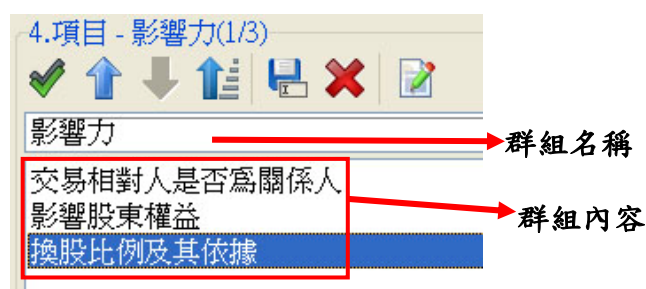 4.項目 - 影響力(1/3)
影響力
群組名稱
交易相對人是否為關係人
影響股東權益
群組內容
換股比例及其依據